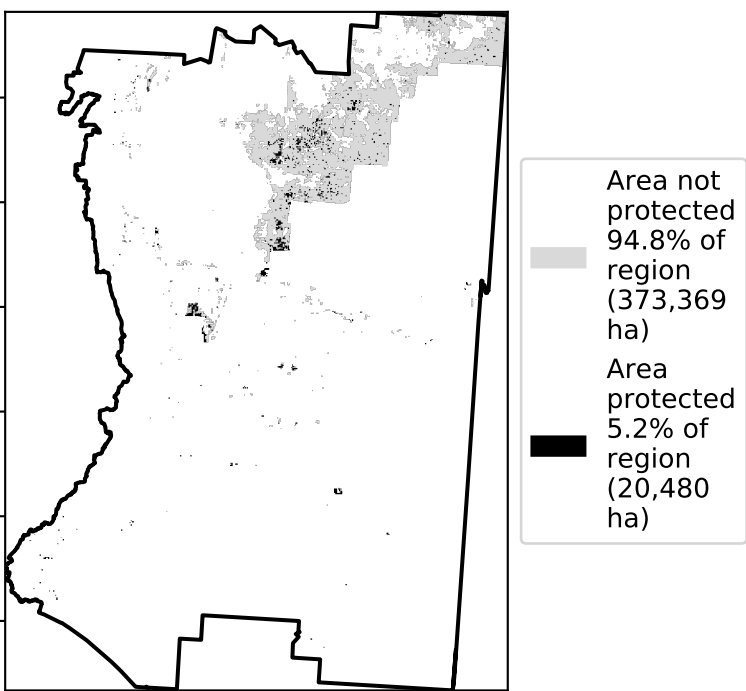 Area not
protected
94.8% of
region
(373,369
ha)
Area
protected
5.2% of
region
(20,480
ha)